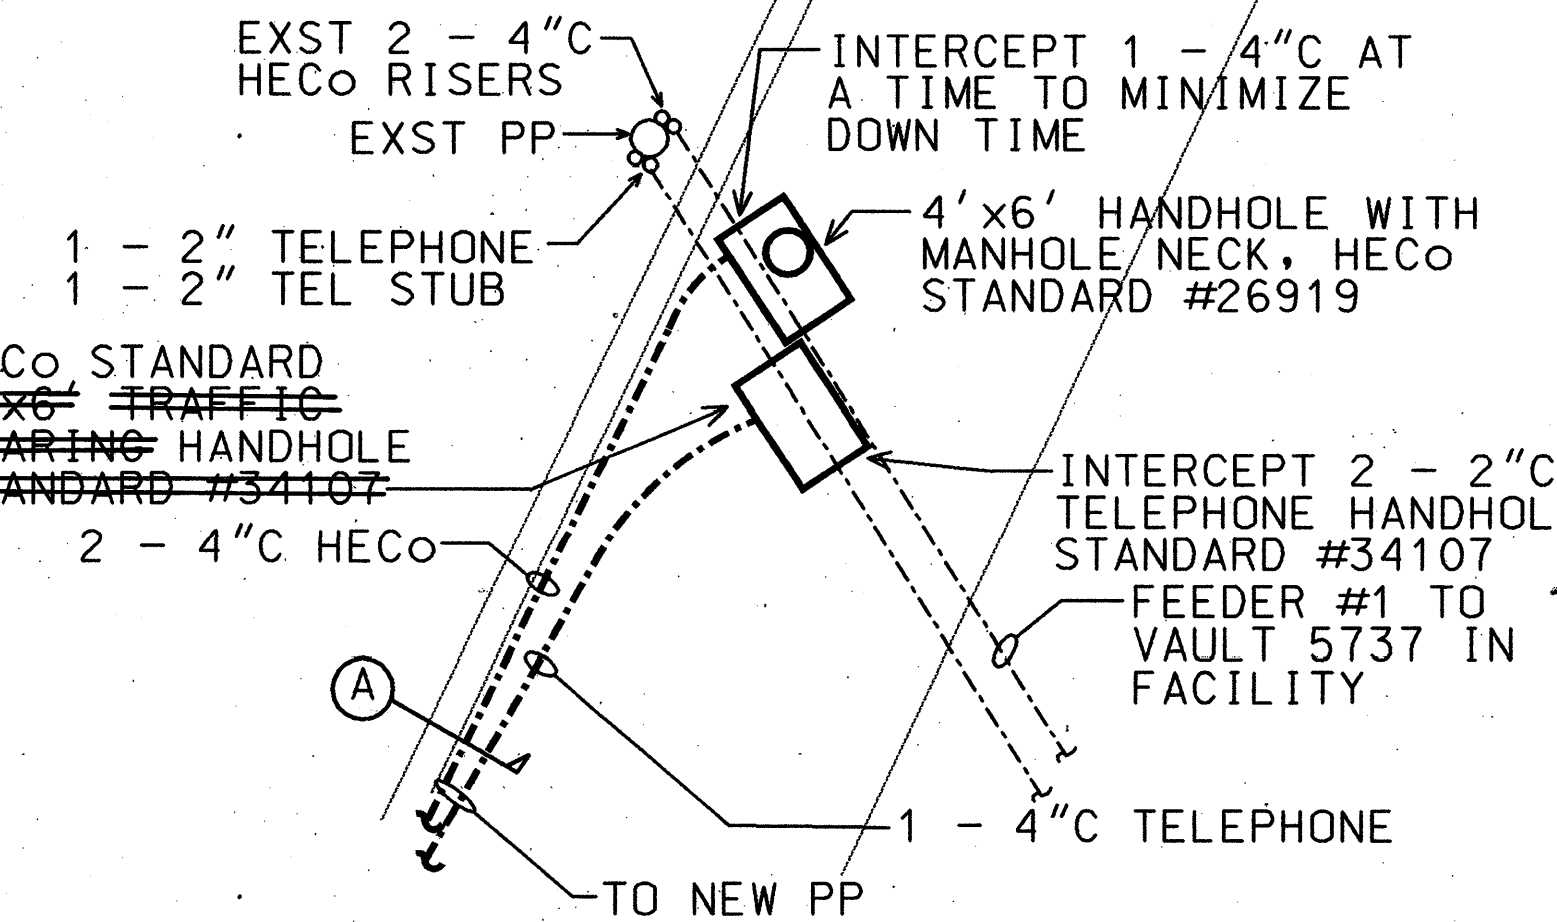 EXST 2 - 4"C
HECo RISERS
EXST PP
INTERCEPT 1 - 4"C AT
A TIME TO MINIMIZE
DOWN TIME
4'x6' HANDHOLE WITH
MANHOLE NECK, HECo
STANDARD #26919
1 - 2" TELEPHONE
1 - 2" TEL STUB
Co STANDARD
x6' TRAFFIC
ARING HANDHOLE
ANDARD #34107
2 - 4"C HECo
INTERCEPT 2 - 2"C
TELEPHONE HANDHOL
STANDARD #34107
FEEDER #1 TO
VAULT 5737 IN
FACILITY
A
1 - 4"C TELEPHONE
TO NEW PP